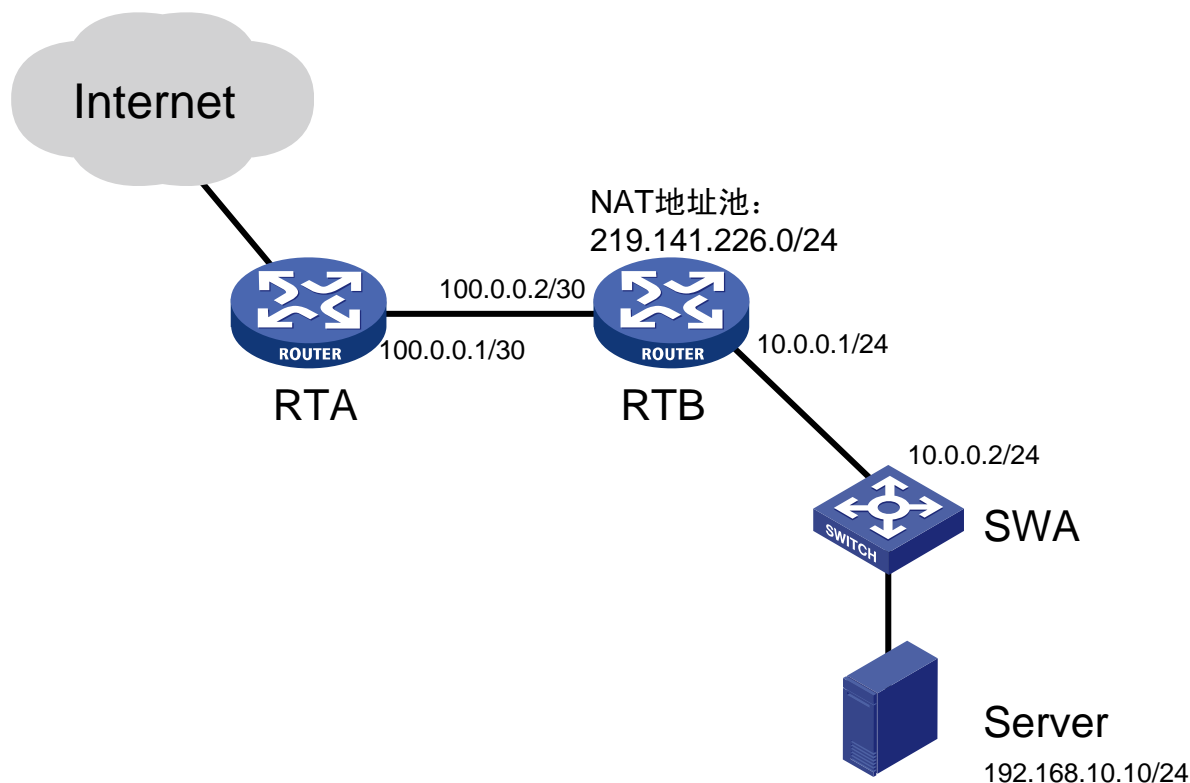 Internet
NAT地址池：
219.141.226.0/24
100.0.0.2/30
100.0.0.1/30
10.0.0.1/24
ROUTER
ROUTER
RTA
RTB
10.0.0.2/24
SWITCH
SWA
Server
192.168.10.10/24